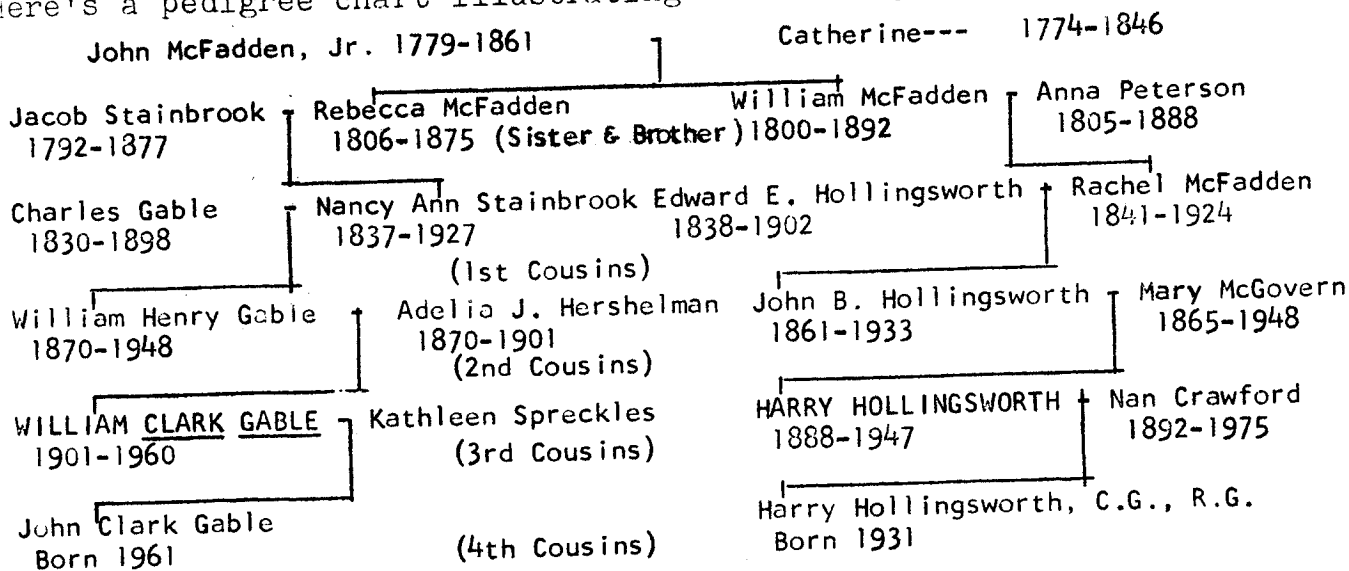 here's a pedigree chart illustrating
John McFadden, Jr. 1779-1861 Catherine--- 1774-1846
Jacob Stainbrook Rebecca McFadden William McFadden Anna Peterson
1792-1877 1806-1875 (Sister & Brother) 1800-1892 1805-1888
Charles Gable Nancy Ann Stainbrook Edward E. Hollingsworth Rachel McFadden
1830-1898 1837-1927 1838-1902 1841-1924
(1st Cousins)
William Henry Gable Adelia J. Hershelman John B. Hollingsworth Mary McGovern
1870-1948 1870-1901 1861-1933 1865-1948
(2nd Cousins)
WILLIAM CLARK GABLE Kathleen Spreckles HARRY HOLLINGSWORTH Nan Crawford
1901-1960 (3rd Cousins) 1888-1947 1892-1975
John Clark Gable Harry Hollingsworth, C.G., R.G.
Born 1961 (4th Cousins) Born 1931